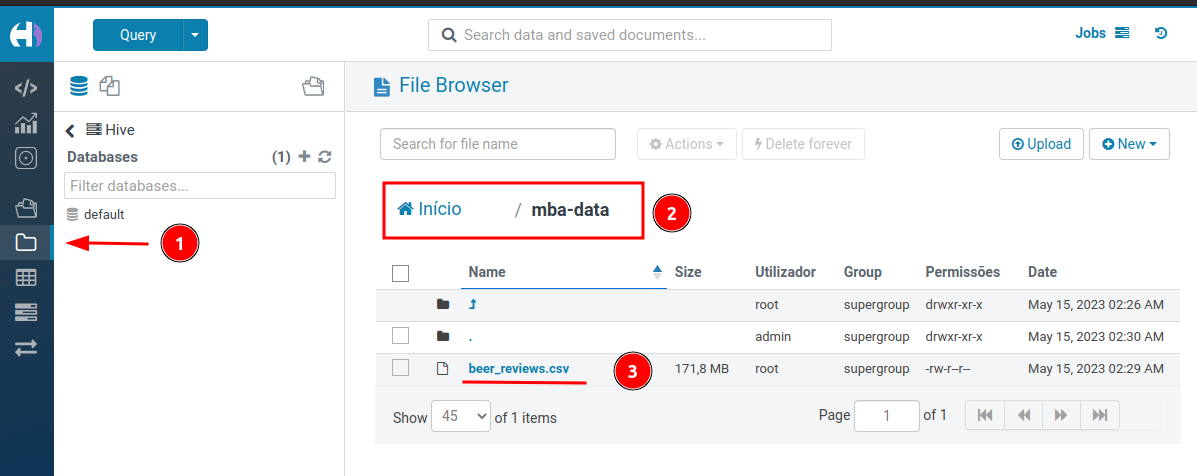 Query
Search data and saved documents...
Jobs
File Browser
Hive
Databases (1)
Filter databases...
default
1
Search for file name
Actions
Delete forever
Upload
New
Início / mba-data
2
Name Size Utilizador Group Permissões Date
root supergroup drwxr-xr-x May 15, 2023 02:26 AM
. admin supergroup drwxr-xr-x May 15, 2023 02:30 AM
beer_reviews.csv 171,8 MB root supergroup -rw-r--r-- May 15, 2023 02:29 AM
3
Show 45 of 1 items
Page 1 of 1